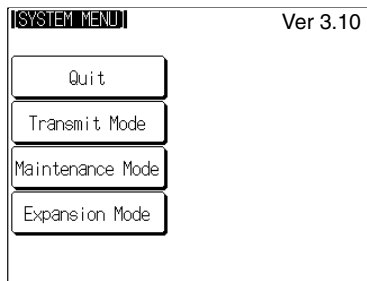 [SYSTEM MENU]
Ver 3.10
Quit
Transmit Mode
Maintenance Mode
Expansion Mode